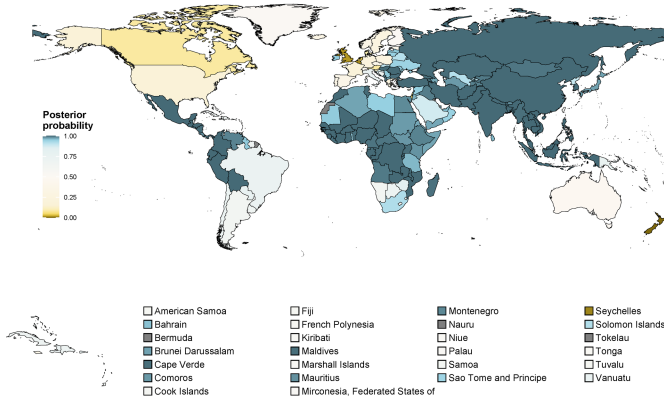 Posterior
probability
1.00
0.75
0.50
0.25
0.00
American Samoa
Bahrain
Bermuda
Brunei Darussalam
Cape Verde
Comoros
Cook Islands
Fiji
French Polynesia
Kiribati
Maldives
Marshall Islands
Mauritius
Mirconesia, Federated States of
Montenegro
Nauru
Niue
Palau
Samoa
Sao Tome and Principe
Seychelles
Solomon Islands
Tokelau
Tonga
Tuvalu
Vanuatu